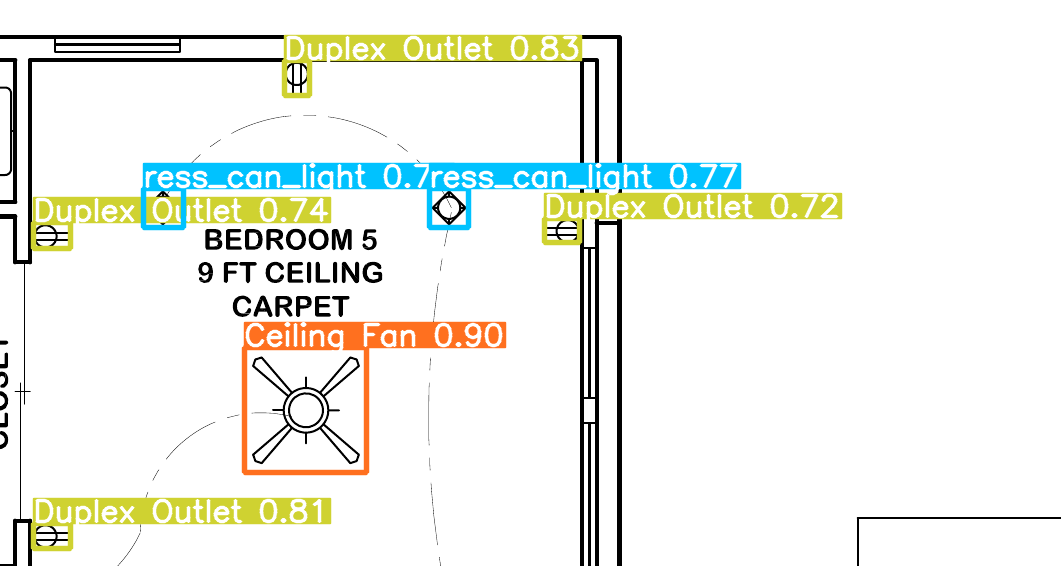 Duplex Outlet 0.83
ress_can_light 0.7
ress_can_light 0.77
Duplex Outlet 0.74
Duplex Outlet 0.72
BEDROOM 5
9 FT CEILING
CARPET
Ceiling Fan 0.90
CLOSET
Duplex Outlet 0.81